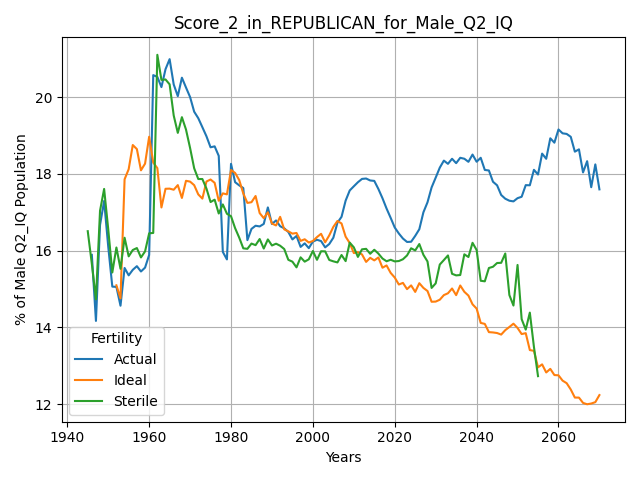 Score_2_in_REPUBLICAN_for_Male_Q2_IQ
% of Male Q2_IQ Population
20
18
16
14
12
Fertility
Actual
Ideal
Sterile
1940 1960 1980 2000 2020 2040 2060
Years